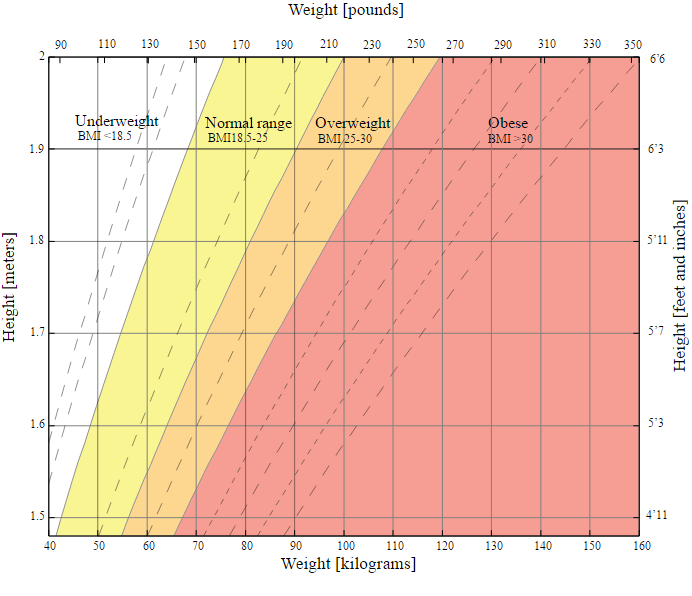 Weight [pounds]
90 110 130 150 170 190 210 230 250 270 290 310 330 350
2 6'6
Underweight Normal range Overweight Obese
BMI <18.5 BMI18.5-25 BMI 25-30 BMI >30
1.9 6'3
1.8 5'11
1.7 5'7
1.6 5'3
1.5 4'11
Height [meters]
Height [feet and inches]
40 50 60 70 80 90 100 110 120 130 140 150 160
Weight [kilograms]